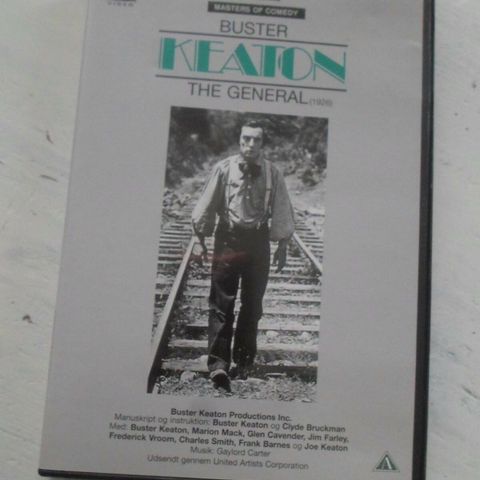 VIDEO
MASTERS OF COMEDY
BUSTER
KEATON
THE GENERAL (1926)
Buster Keaton Productions Inc.
Manuskript og instruktion: Buster Keaton og Clyde Bruckman
Med: Buster Keaton, Marion Mack, Glen Cavender, Jim Farley,
Frederick Vroom, Charles Smith, Frank Barnes og Joe Keaton
Musik: Gaylord Carter
Udsendt gennem United Artists Corporation
A